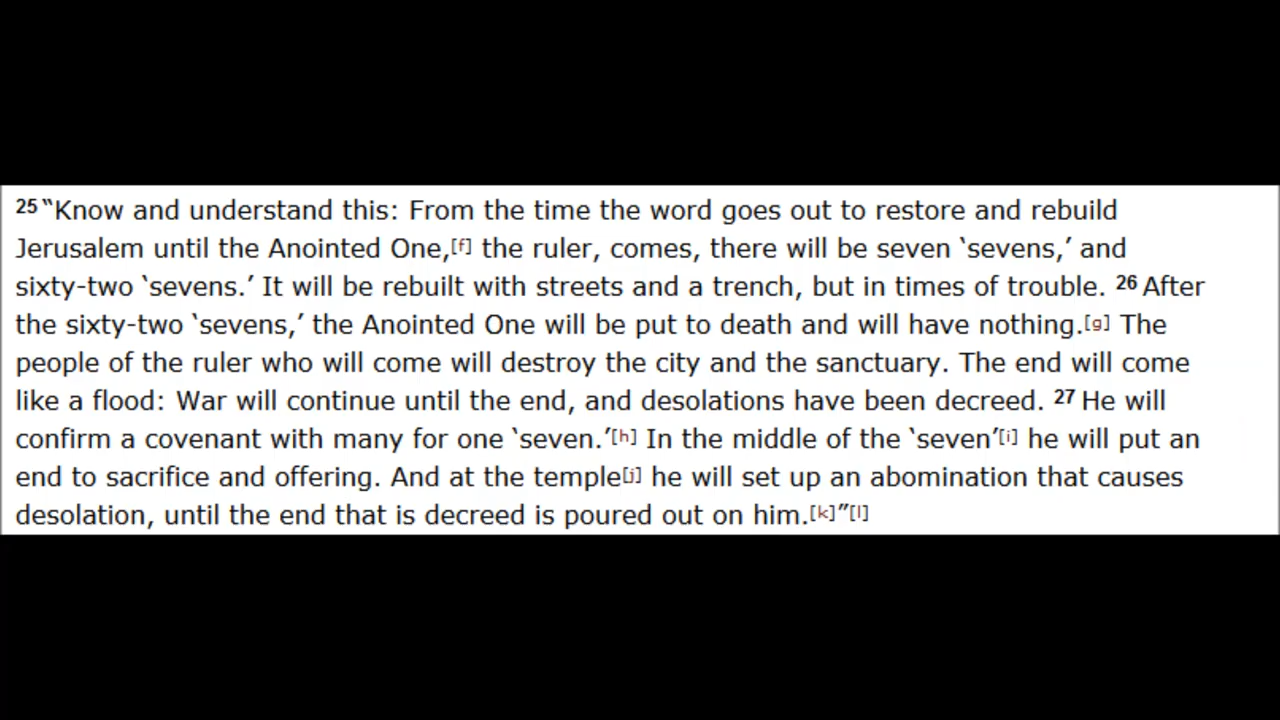 25 “Know and understand this: From the time the word goes out to restore and rebuild
Jerusalem until the Anointed One,[f] the ruler, comes, there will be seven ‘sevens,’ and
sixty-two ‘sevens.’ It will be rebuilt with streets and a trench, but in times of trouble. 26 After
the sixty-two ‘sevens,’ the Anointed One will be put to death and will have nothing.[g] The
people of the ruler who will come will destroy the city and the sanctuary. The end will come
like a flood: War will continue until the end, and desolations have been decreed. 27 He will
confirm a covenant with many for one ‘seven.’[h] In the middle of the ‘seven’[i] he will put an
end to sacrifice and offering. And at the temple[j] he will set up an abomination that causes
desolation, until the end that is decreed is poured out on him.[k]”[l]